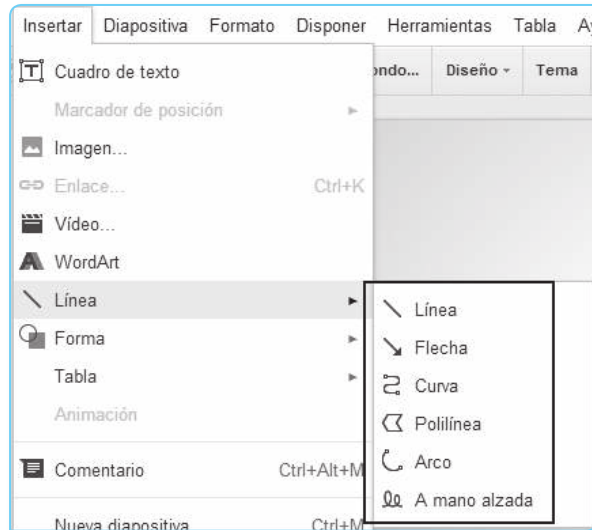 Insertar Diapositiva Formato Disponer Herramientas Tabla
Cuadro de texto
Diseño Tema
Marcador de posición
Imagen...
Enlace... Ctrl+K
Vídeo...
WordArt
Línea
Forma
Tabla
Animación
Comentario Ctrl+Alt+M
Nueva diapositiva Ctrl+M
Línea
Flecha
Curva
Polilínea
Arco
A mano alzada